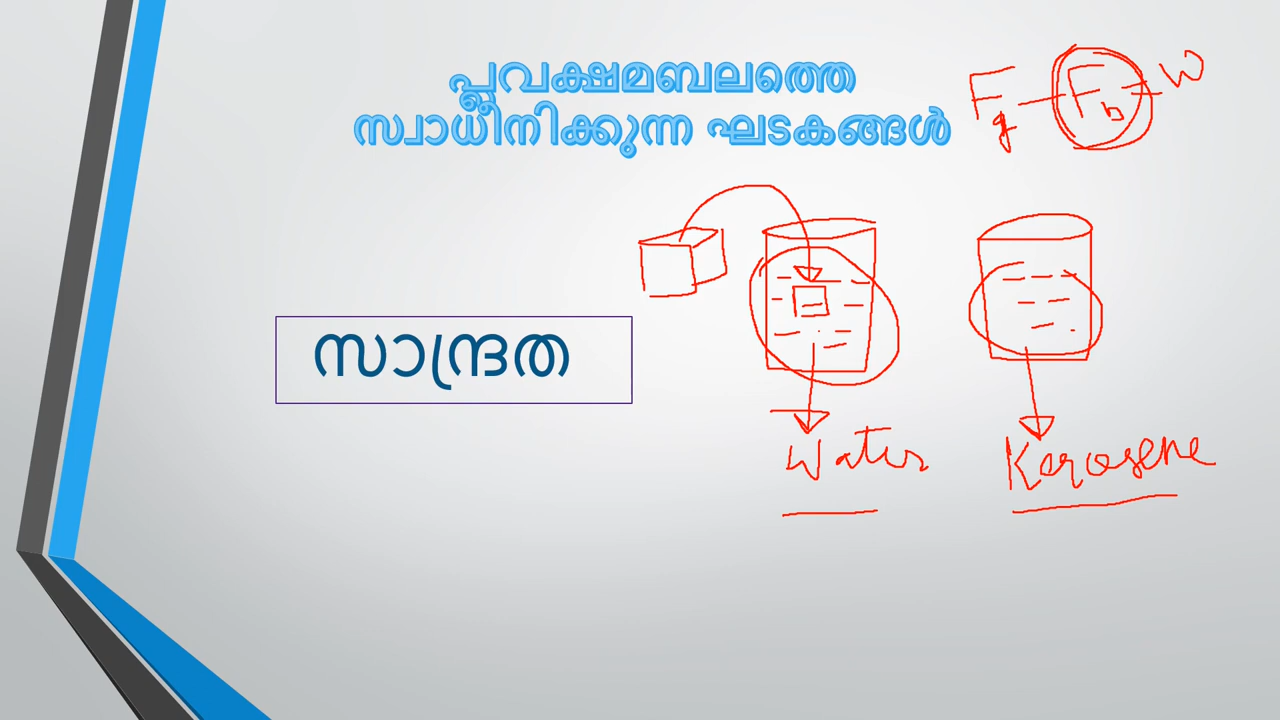 പ്ലവക്ഷമബലത്തെ
സ്വാധീനിക്കുന്ന ഘടകങ്ങൾ
Fg - Fb = W
സാന്ദ്രത
Water
Kerosene